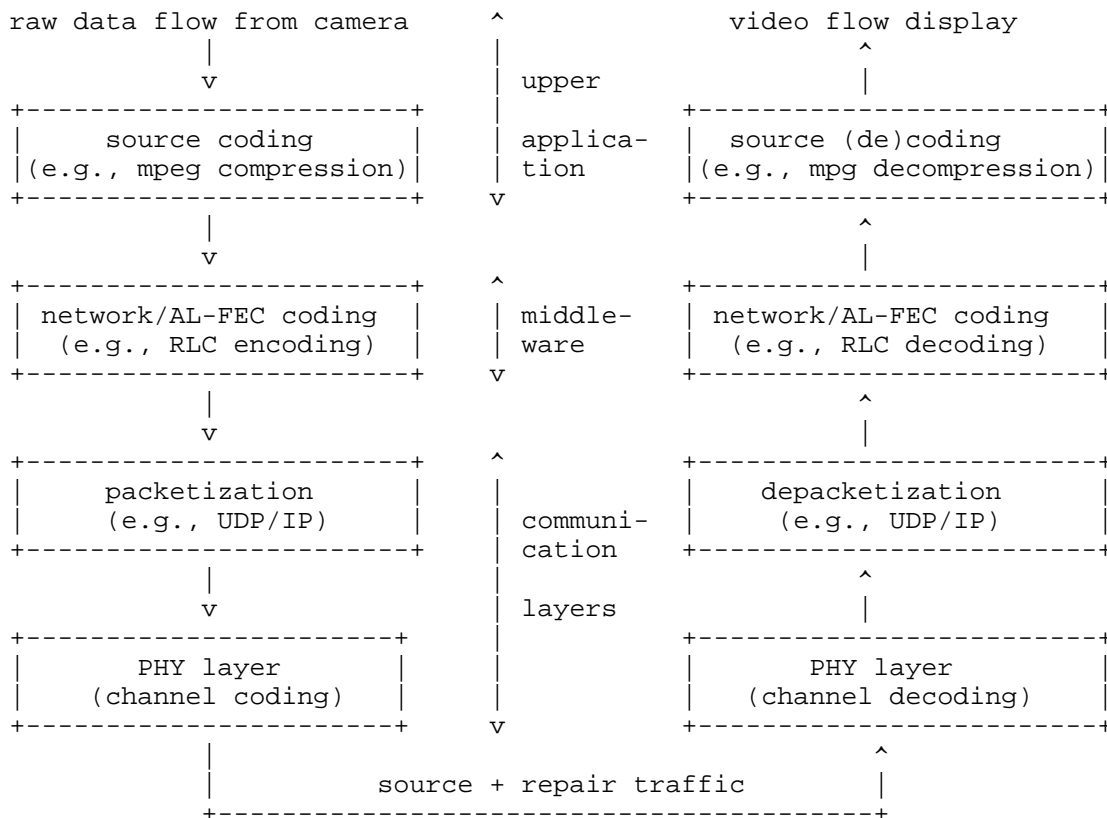 raw data flow from camera ^ video flow display
| | ^
v | upper |
+------------------------+ | +-------------------------+
| source coding | | applica- | source (de)coding |
|(e.g., mpeg compression)| | tion |(e.g., mpg decompression)|
+------------------------+ v +-------------------------+
| ^
v |
+------------------------+ ^ +-------------------------+
| network/AL-FEC coding | | middle- | network/AL-FEC coding |
| (e.g., RLC encoding) | | ware | (e.g., RLC decoding) |
+------------------------+ v +-------------------------+
| ^
v |
+------------------------+ ^ +-------------------------+
| packetization | | | depacketization |
| (e.g., UDP/IP) | | communi- | (e.g., UDP/IP) |
+------------------------+ | cation +-------------------------+
| | ^
v | layers |
+-----------------------+ | +-------------------------+
| PHY layer | | | PHY layer |
| (channel coding) | | | (channel decoding) |
+-----------------------+ v +-------------------------+
| ^
| source + repair traffic |
+-----------------------------------------+